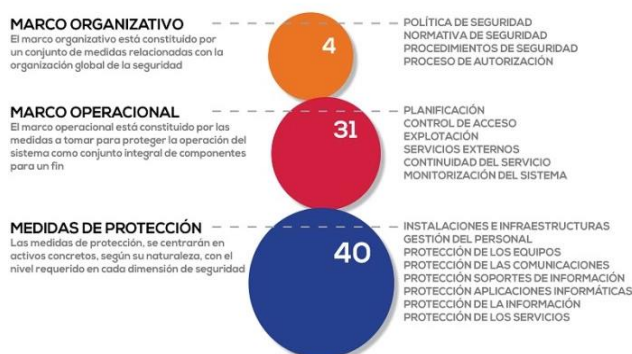 MARCO ORGANIZATIVO
El marco organizativo está constituido por
un conjunto de medidas relacionadas con la
organización global de la seguridad
4
POLÍTICA DE SEGURIDAD
NORMATIVA DE SEGURIDAD
PROCEDIMIENTOS DE SEGURIDAD
PROCESO DE AUTORIZACIÓN
MARCO OPERACIONAL
El marco operacional está constituido por las
medidas a tomar para proteger la operación del
sistema como conjunto integral de componentes
para un fin
31
PLANIFICACIÓN
CONTROL DE ACCESO
EXPLOTACIÓN
SERVICIOS EXTERNOS
CONTINUIDAD DEL SERVICIO
MONITORIZACIÓN DEL SISTEMA
MEDIDAS DE PROTECCIÓN
Las medidas de protección, se centrarán en
activos concretos, según su naturaleza, con el
nivel requerido en cada dimensión de seguridad
40
INSTALACIONES E INFRAESTRUCTURAS
GESTIÓN DEL PERSONAL
PROTECCIÓN DE LOS EQUIPOS
PROTECCIÓN DE LAS COMUNICACIONES
PROTECCIÓN SOPORTES DE INFORMACIÓN
PROTECCIÓN APLICACIONES INFORMÁTICAS
PROTECCIÓN DE LA INFORMACIÓN
PROTECCIÓN DE LOS SERVICIOS